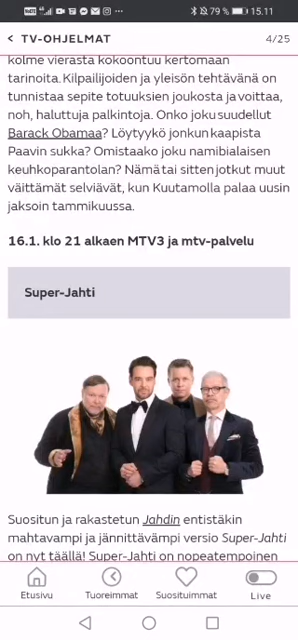 15.11
79 %
TV-OHJELMAT
4/25
kolme vierasta kokoontuu kertomaan
tarinoita. Kilpailijoiden ja yleisön tehtävänä on
tunnistaa sepite totuuksien joukosta ja voittaa,
noh, haluttuja palkintoja. Onko joku suudellut
Barack Obamaa? Löytyykö jonkun kaapista
Paavin sukka? Omistaako joku namibialaisen
keuhkoparantolan? Nämä tai sitten jotkut muut
väittämät selviävät, kun Kuutamolla palaa uusin
jaksoin tammikuussa.
16.1. klo 21 alkaen MTV3 ja mtv-palvelu
Super-Jahti
Suositun ja rakastetun Jahdin entistäkin
mahtavampi ja jännittävämpi versio Super-Jahti
on nyt täällä! Super-Jahti on nopeatempoinen
Etusivu
Tuoreimmat
Suosituimmat
Live